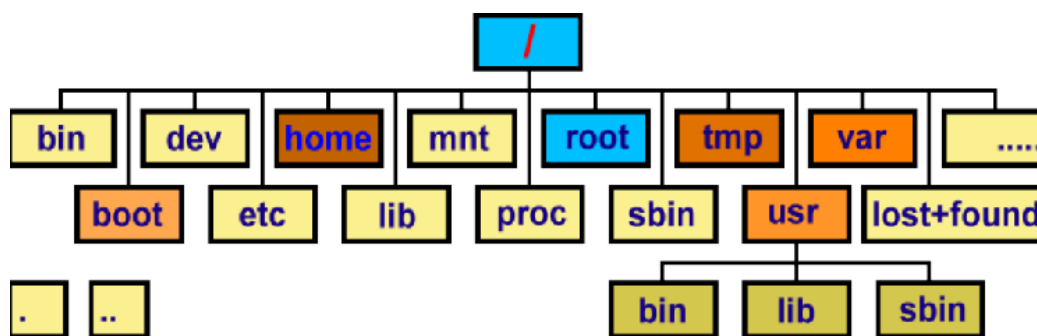 /
bin dev home mnt root tmp var .....
boot etc lib proc sbin usr lost+found
. .. bin lib sbin